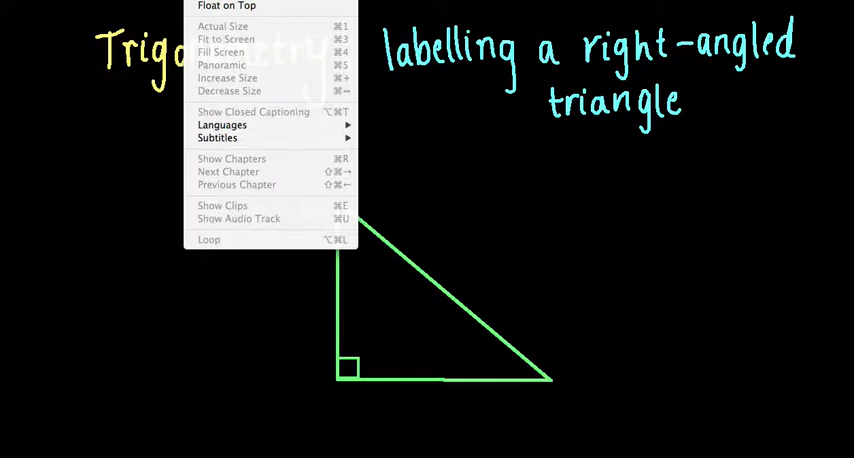 Float on Top
Actual Size ⌘1
Fit to Screen ⌘3
Fill Screen ⌘4
Panoramic ⌘5
Increase Size ⌘+
Decrease Size ⌘−
Show Closed Captioning ⌥⌘T
Languages
Subtitles
Show Chapters ⌘R
Next Chapter ⇧⌘→
Previous Chapter ⇧⌘←
Show Clips ⌘E
Show Audio Track ⌘U
Loop ⌥⌘L
labelling a right-angled
triangle